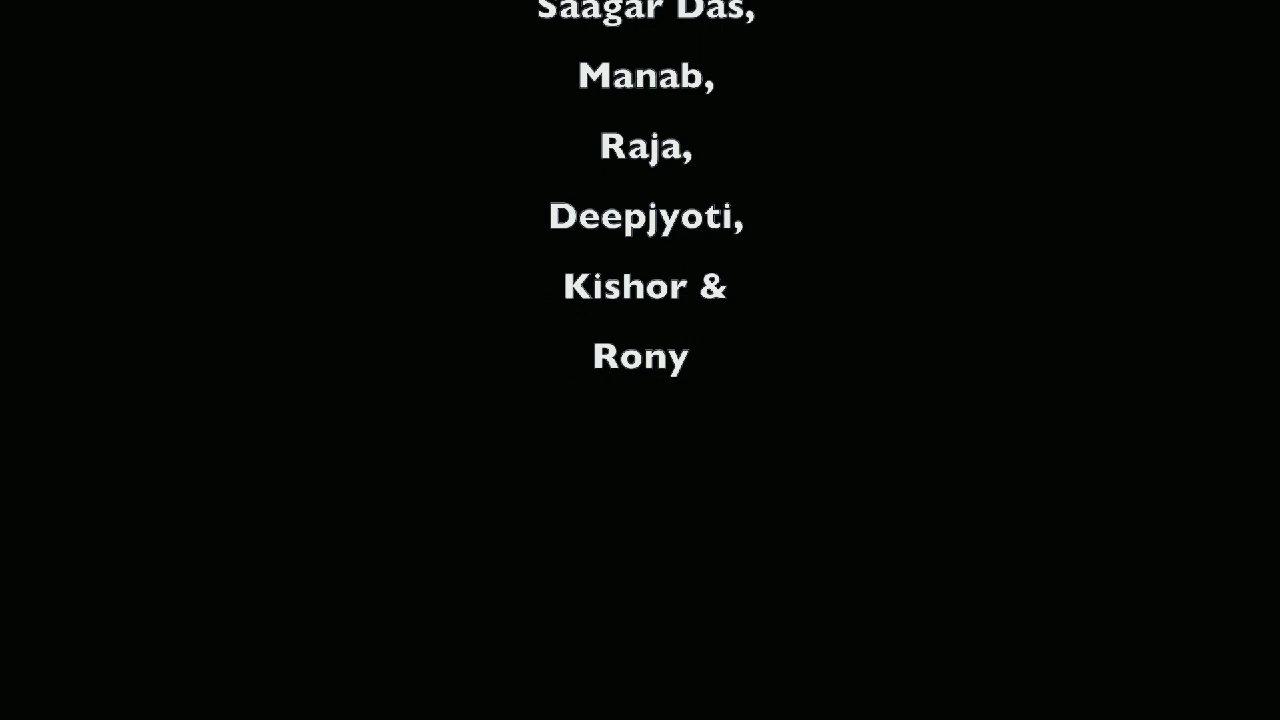 Saagar Das,
Manab,
Raja,
Deepjyoti,
Kishor &
Rony